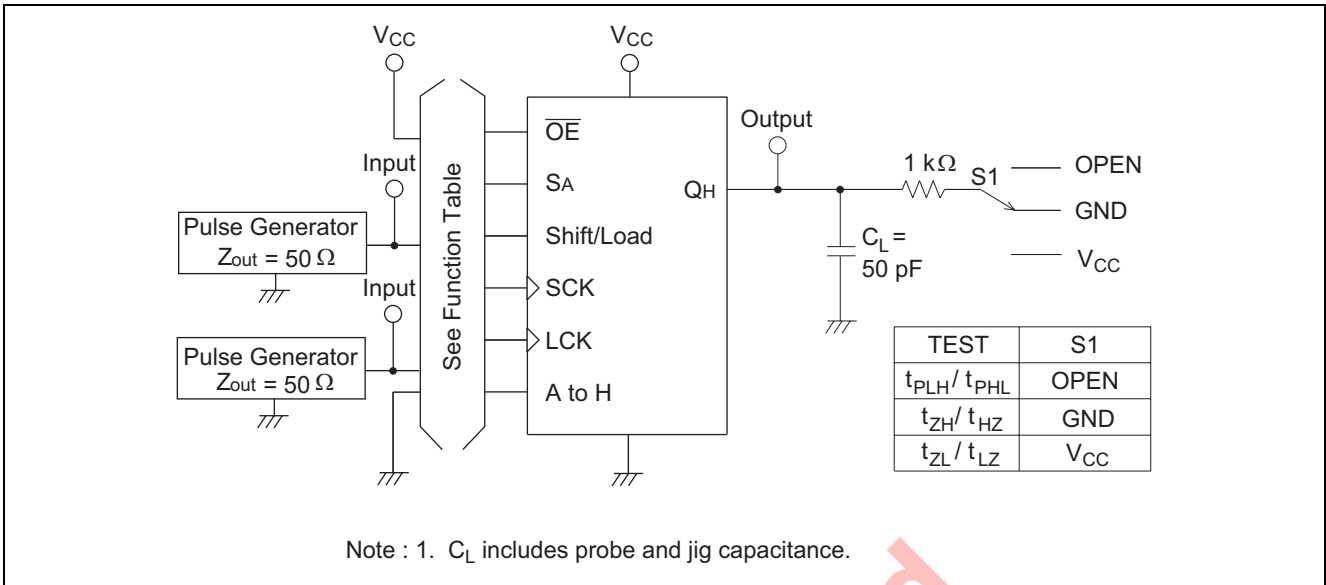 VCC
VCC
Output
Input
See Function Table
OE
SA
Shift/Load
SCK
LCK
A to H
QH
1 kΩ
S1
OPEN
GND
VCC
Pulse Generator
Zout = 50 Ω
Input
Pulse Generator
Zout = 50 Ω
CL =
50 pF
TEST S1
tPLH / tPHL OPEN
tZH / tHZ GND
tZL / tLZ VCC
Note : 1. CL includes probe and jig capacitance.